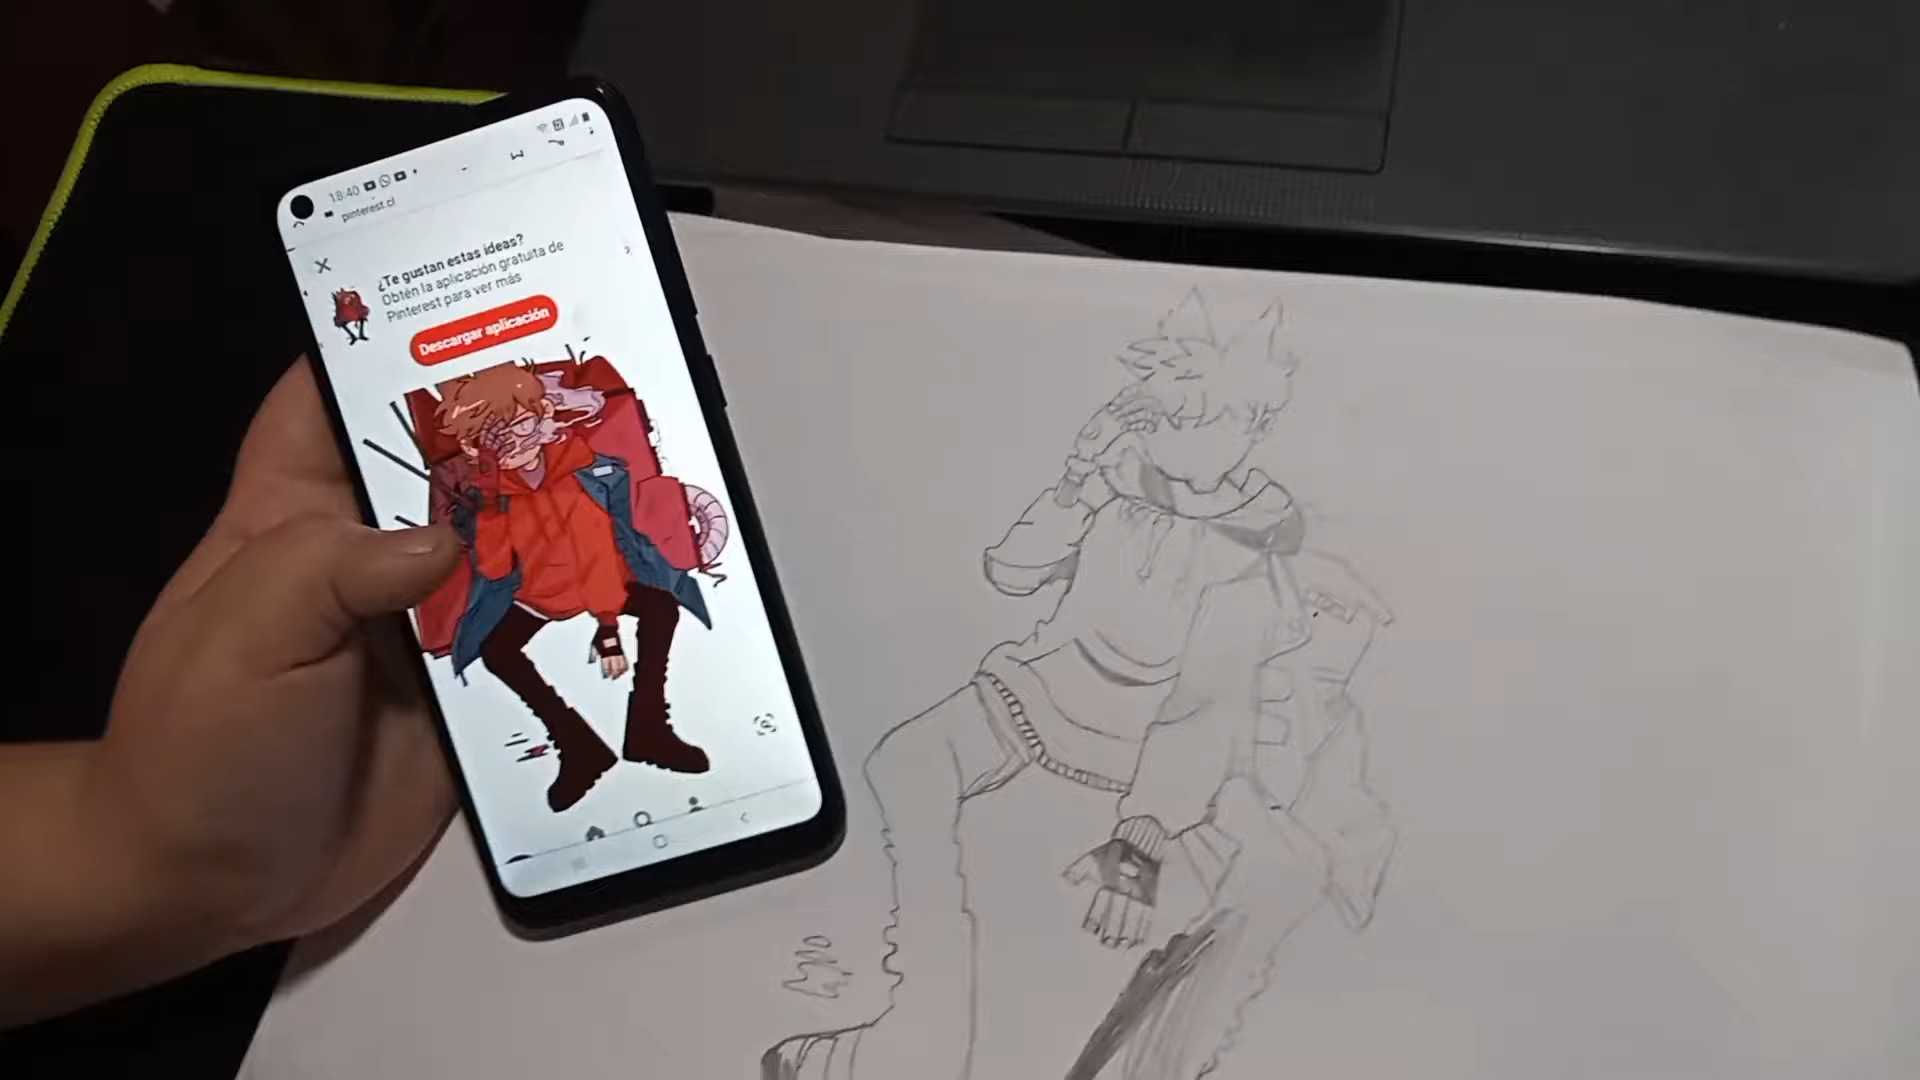 18:40
pinterest.cl
¿Te gustan estas ideas?
Obtén la aplicación gratuita de
Pinterest para ver más
Descargar aplicación